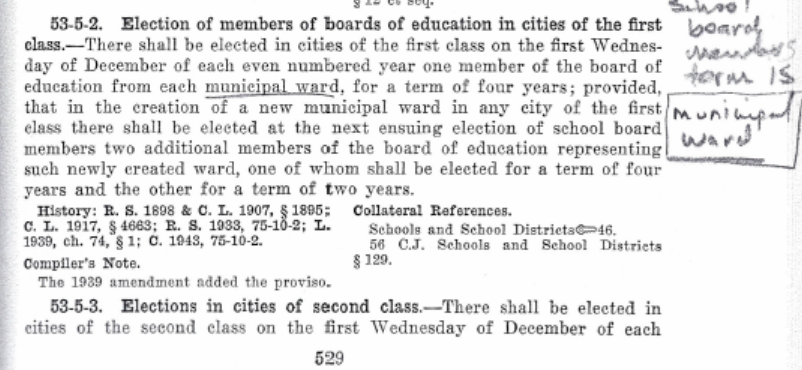 § 12 et seq.
53-5-2. Election of members of boards of education in cities of the first
class.—There shall be elected in cities of the first class on the first Wednes-
day of December of each even numbered year one member of the board of
education from each municipal ward, for a term of four years; provided,
that in the creation of a new municipal ward in any city of the first
class there shall be elected at the next ensuing election of school board
members two additional members of the board of education representing
such newly created ward, one of whom shall be elected for a term of four
years and the other for a term of two years.
History: R. S. 1898 & C. L. 1907, § 1895;
C. L. 1917, § 4663; R. S. 1933, 75-10-2; L.
1939, ch. 74, § 1; C. 1943, 75-10-2.
Compiler's Note.
The 1939 amendment added the proviso.
Collateral References.
Schools and School Districts 46.
56 C.J. Schools and School Districts
§ 129.
53-5-3. Elections in cities of second class.—There shall be elected in
cities of the second class on the first Wednesday of December of each
529
School
board
members
term is
municipal
ward